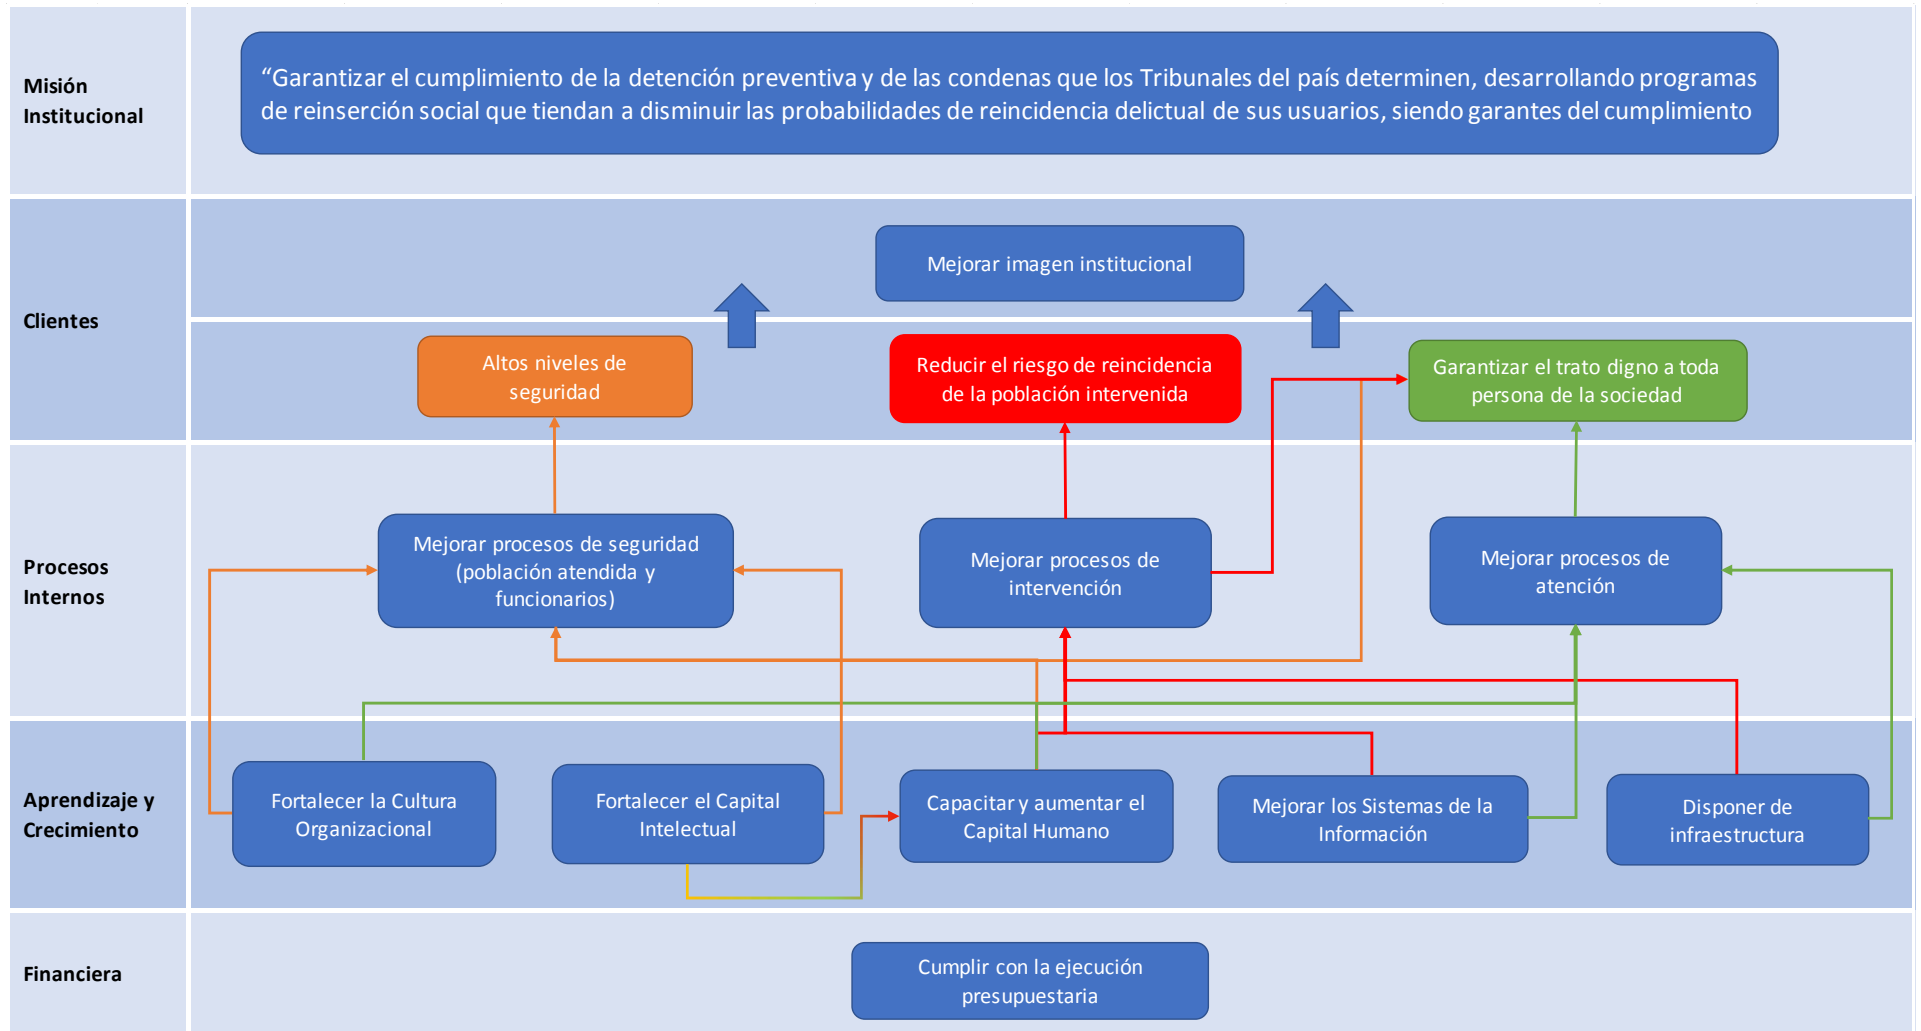 Misión
Institucional
“Garantizar el cumplimiento de la detención preventiva y de las condenas que los Tribunales del país determinen, desarrollando programas
de reinserción social que tiendan a disminuir las probabilidades de reincidencia delictual de sus usuarios, siendo garantes del cumplimiento
Clientes
Mejorar imagen institucional
Altos niveles de
seguridad
Reducir el riesgo de reincidencia
de la población intervenida
Garantizar el trato digno a toda
persona de la sociedad
Procesos
Internos
Mejorar procesos de seguridad
(población atendida y
funcionarios)
Mejorar procesos de
intervención
Mejorar procesos de
atención
Aprendizaje y
Crecimiento
Fortalecer la Cultura
Organizacional
Fortalecer el Capital
Intelectual
Capacitar y aumentar el
Capital Humano
Mejorar los Sistemas de la
Información
Disponer de
infraestructura
Financiera
Cumplir con la ejecución
presupuestaria